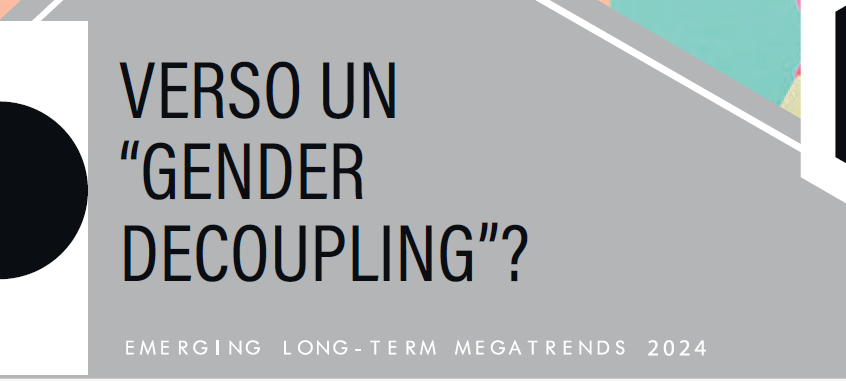 VERSO UN
“GENDER
DECOUPLING”?
EMERGING LONG-TERM MEGATRENDS 2024